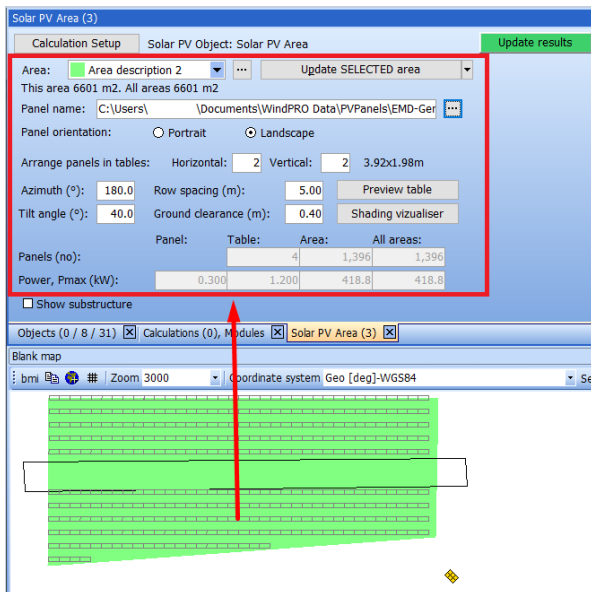 Solar PV Area (3)
Calculation Setup Solar PV Object: Solar PV Area Update results
Area: Area description 2 ... Update SELECTED area
This area 6601 m2. All areas 6601 m2
Panel name: C:\Users\ \Documents\WindPRO Data\PVPanels\EMD-Ger ...
Panel orientation: Portrait Landscape
Arrange panels in tables: Horizontal: 2 Vertical: 2 3.92x1.98m
Azimuth (°): 180.0 Row spacing (m): 5.00 Preview table
Tilt angle (°): 40.0 Ground clearance (m): 0.40 Shading vizualiser
Panel: Table: Area: All areas:
Panels (no): 4 1,396 1,396
Power, Pmax (kW): 0.300 1.200 418.8 418.8
Show substructure
Objects (0 / 8 / 31) Calculations (0), Modules Solar PV Area (3)
Blank map
bmi Zoom 3000 Coordinate system Geo [deg]-WGS84 Se